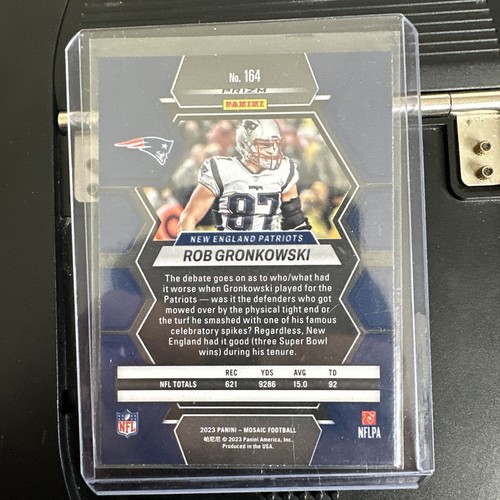 No. 164
PRIZM
PANINI
87
NEW ENGLAND PATRIOTS
ROB GRONKOWSKI
The debate goes on as to who/what had
it worse when Gronkowski played for the
Patriots — was it the defenders who got
mowed over by the physical tight end or
the turf he smashed with one of his famous
celebratory spikes? Regardless, New
England had it good (three Super Bowl
wins) during his tenure.
REC YDS AVG TD
NFL TOTALS 621 9286 15.0 92
2023 PANINI – MOSAIC FOOTBALL
帕尼尼 © 2023 Panini America, Inc.
Produced in the USA.
NFL
NFLPA